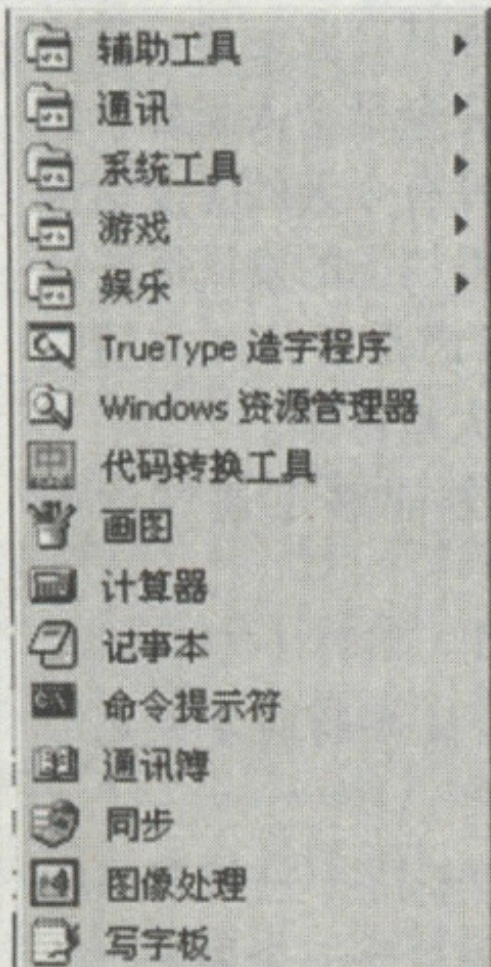 辅助工具
通讯
系统工具
游戏
娱乐
TrueType 造字程序
Windows 资源管理器
代码转换工具
画图
计算器
记事本
命令提示符
通讯簿
同步
图像处理
写字板